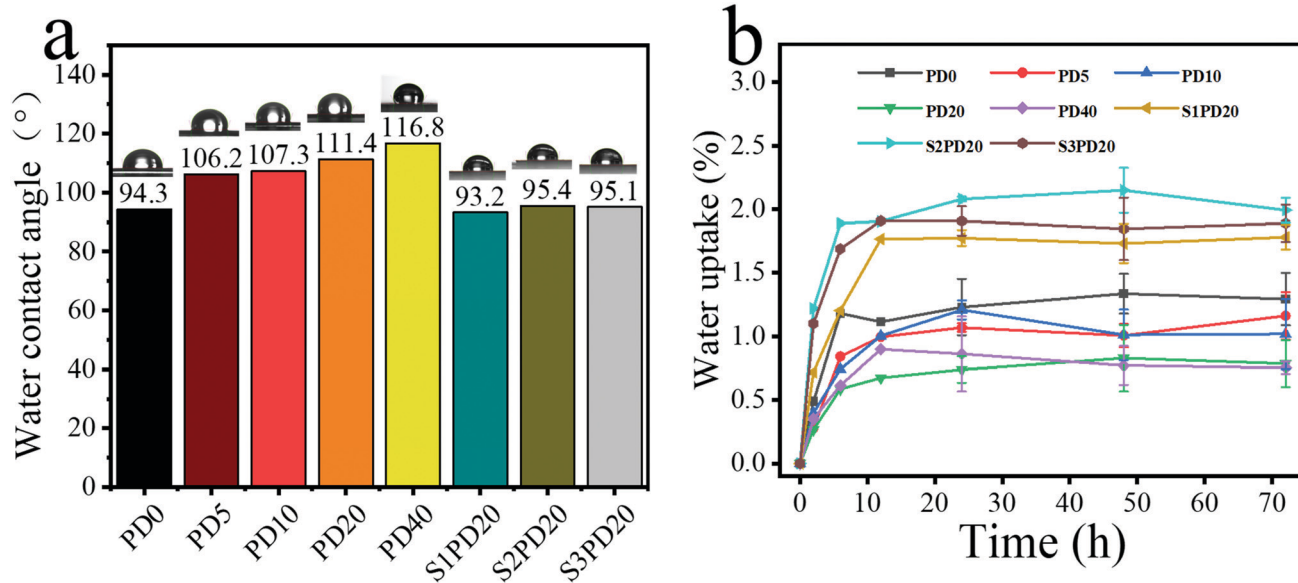 a
Water contact angle (°)
140
120
100
80
60
40
20
0
94.3
106.2
107.3
111.4
116.8
93.2
95.4
95.1
PD0
PD5
PD10
PD20
PD40
S1PD20
S2PD20
S3PD20
b
Water uptake (%)
3.0
2.5
2.0
1.5
1.0
0.5
0.0
PD0 PD5 PD10
PD20 PD40 S1PD20
S2PD20 S3PD20
0 10 20 30 40 50 60 70
Time (h)